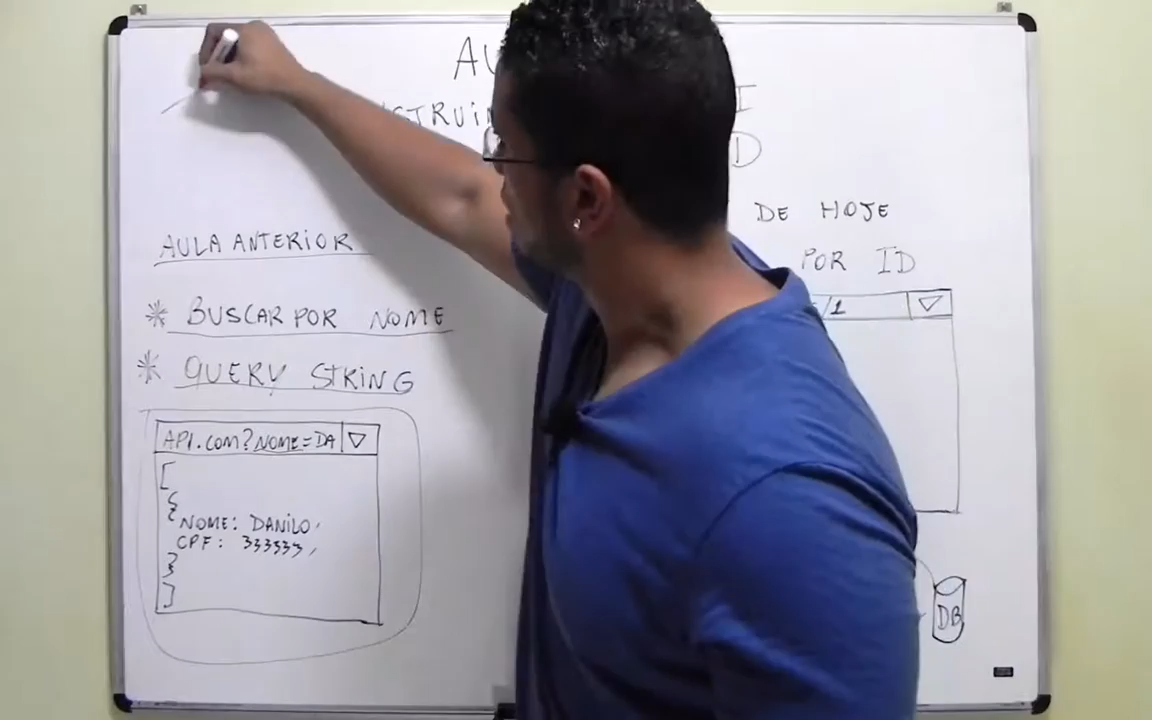 AULA ANTERIOR
* BUSCAR POR NOME
* QUERY STRING
API.COM?NOME=DA
[
{
NOME: DANILO,
CPF: 333333,
}
]
DE HOJE
POR ID
/1
DB